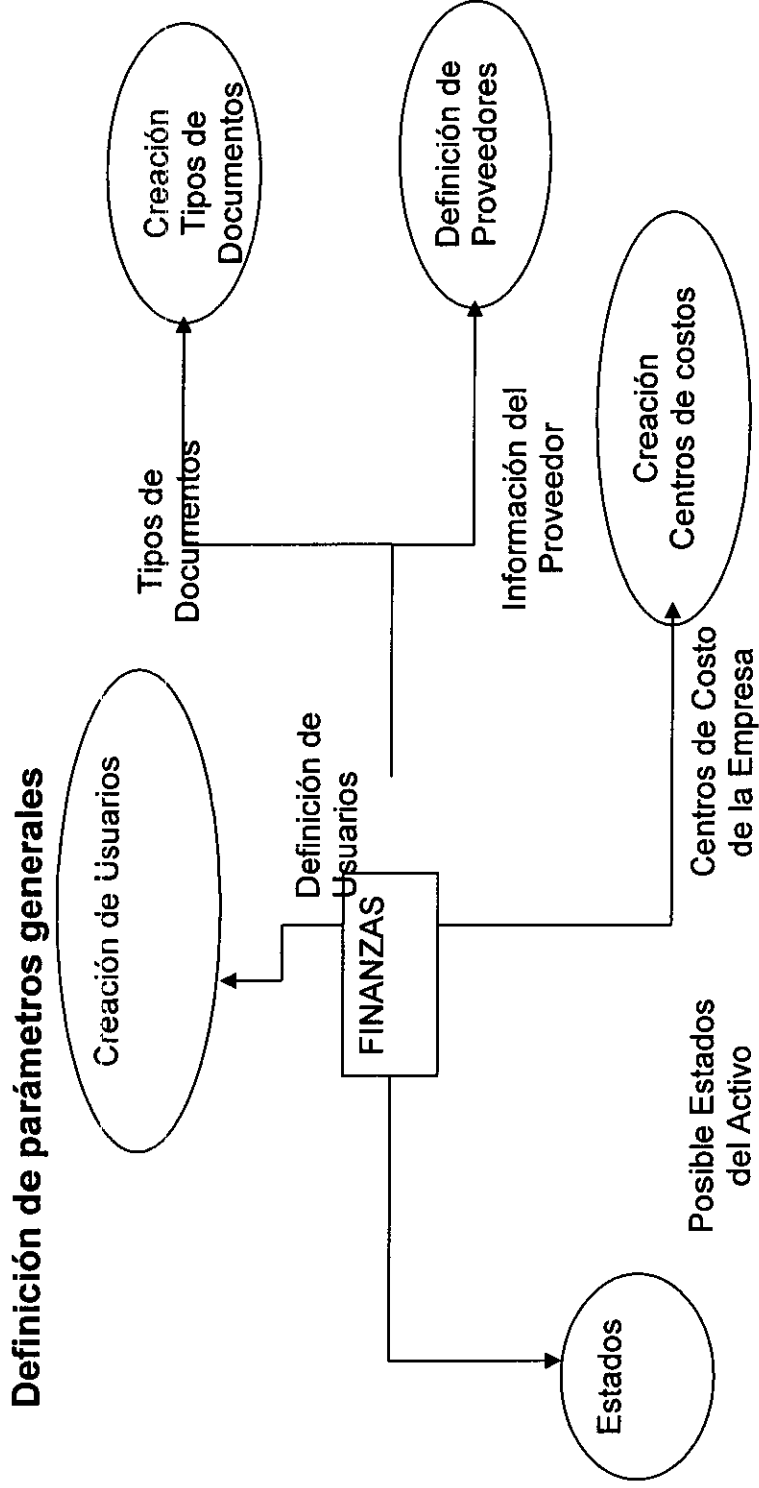 Definición de parámetros generales
Creación de Usuarios
Creación
Tipos de
Documentos
Tipos de
Documentos
Definición de
Usuarios
FINANZAS
Definición de
Proveedores
Información del
Proveedor
Creación
Centros de costos
Centros de Costo
de la Empresa
Posible Estados
del Activo
Estados